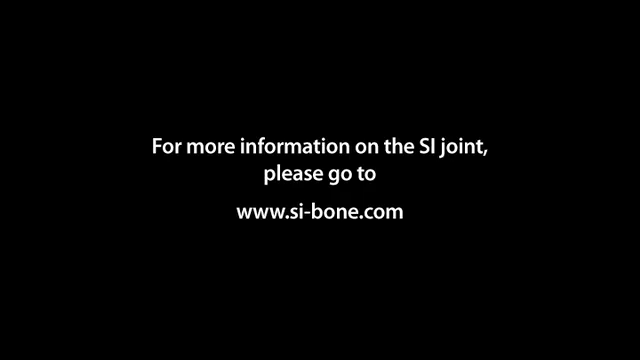 For more information on the SI joint,
please go to
www.si-bone.com